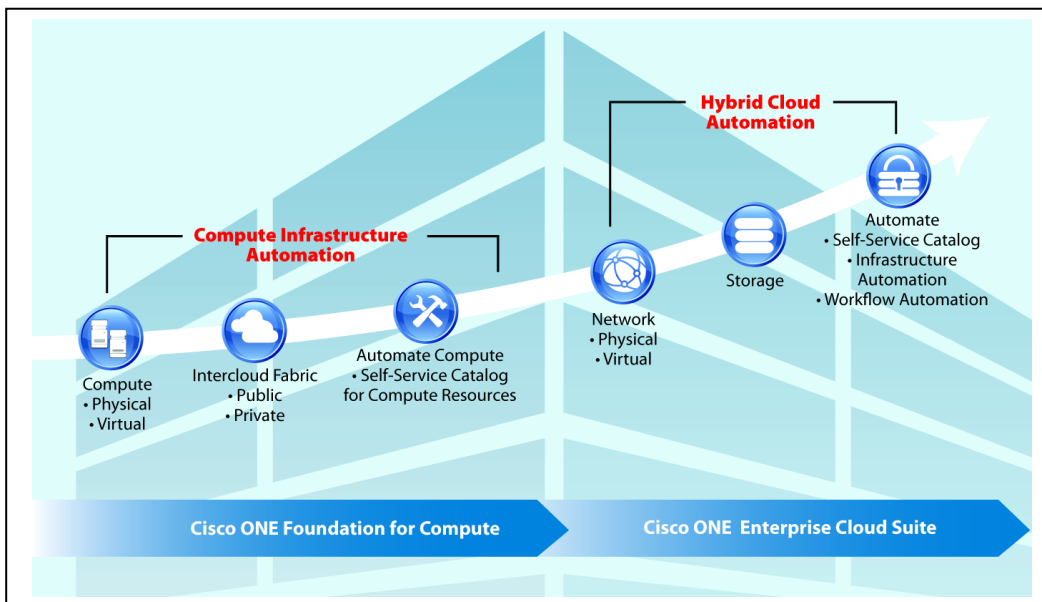 Hybrid Cloud
Automation
Compute Infrastructure
Automation
Compute
• Physical
• Virtual
Intercloud Fabric
• Public
• Private
Automate Compute
• Self-Service Catalog
for Compute Resources
Network
• Physical
• Virtual
Storage
Automate
• Self-Service Catalog
• Infrastructure
Automation
• Workflow Automation
Cisco ONE Foundation for Compute
Cisco ONE Enterprise Cloud Suite